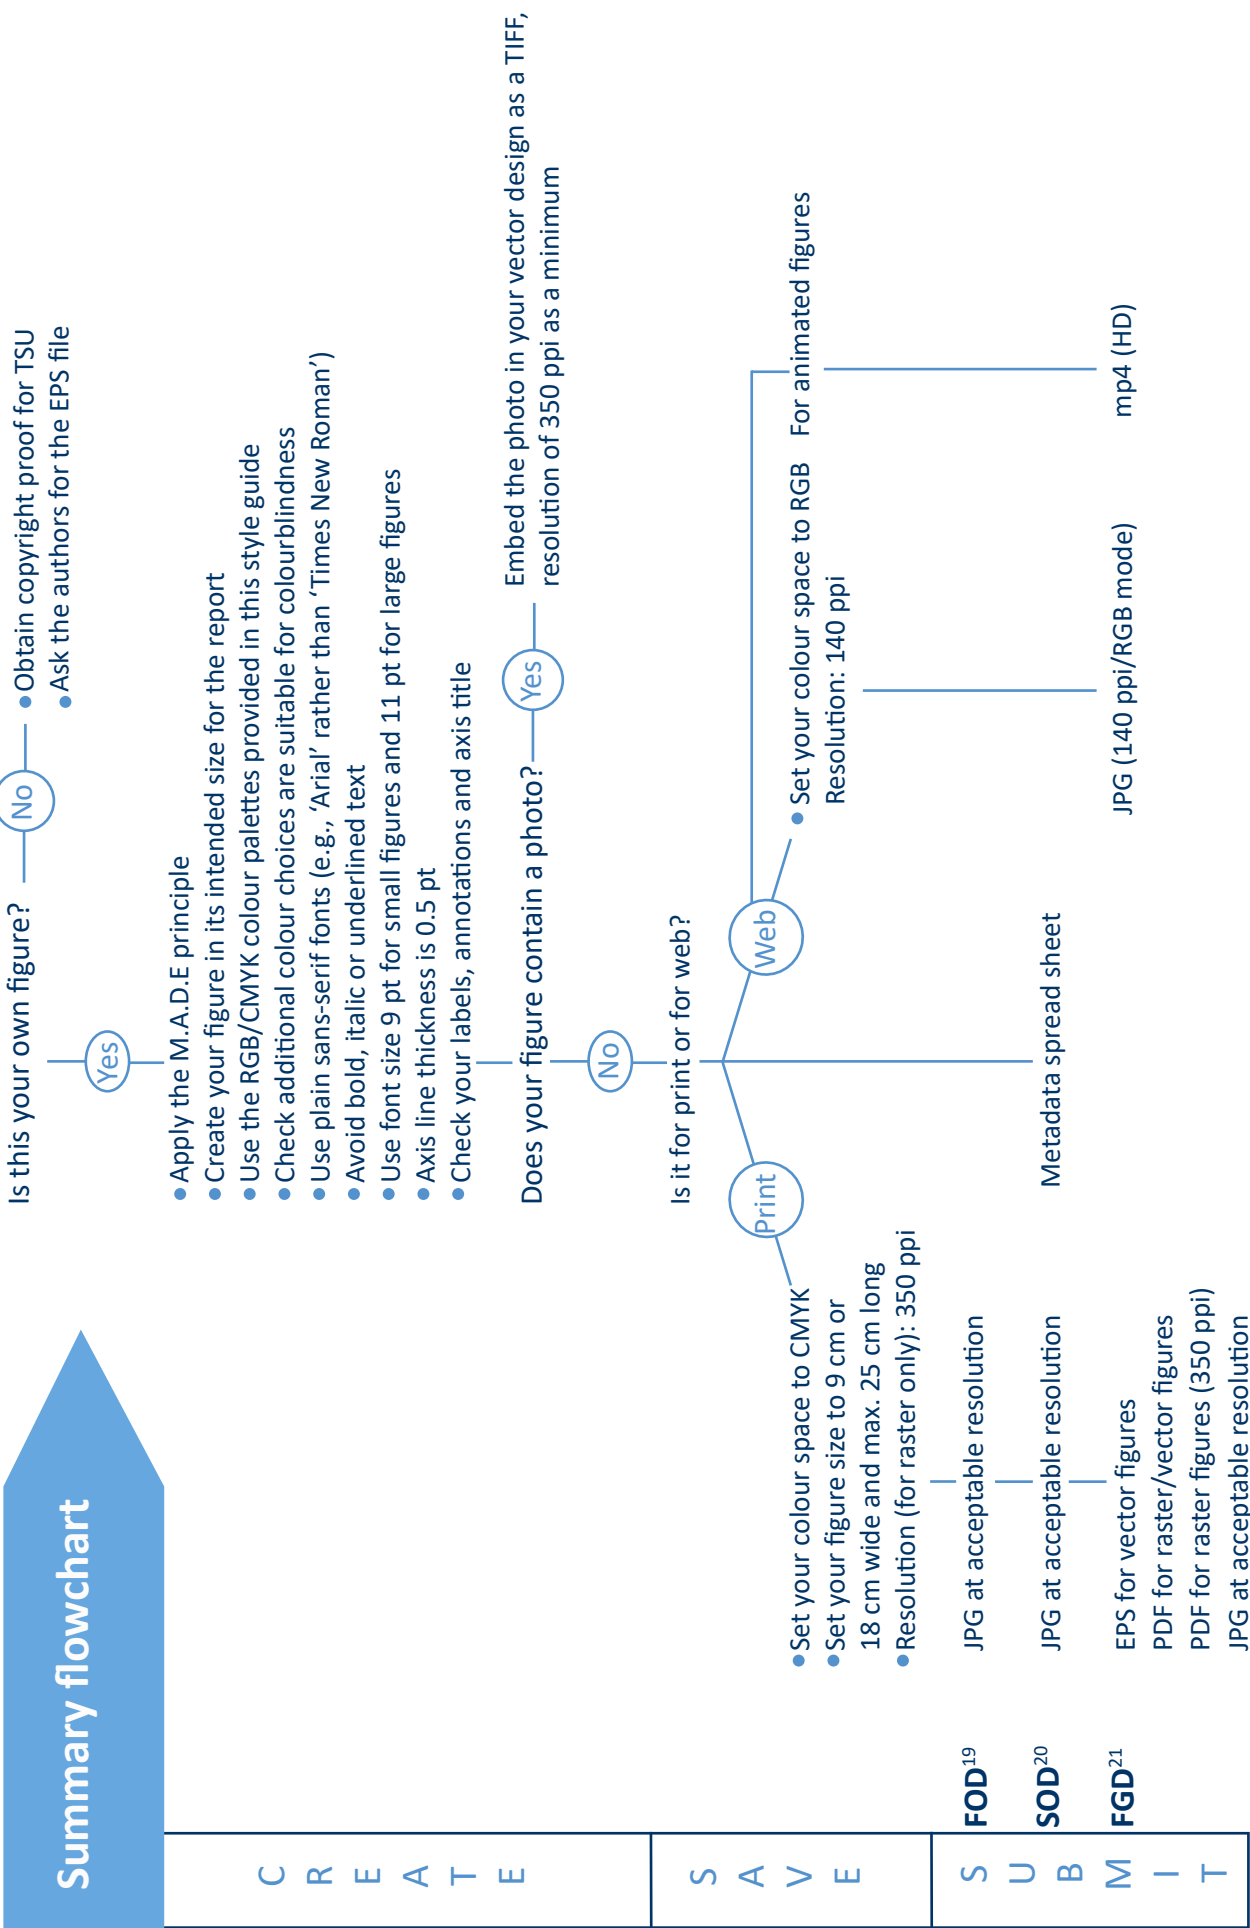 Summary flowchart
Is this your own figure?
No
Obtain copyright proof for TSU
Ask the authors for the EPS file
Yes
CREATE
Apply the M.A.D.E principle
Create your figure in its intended size for the report
Use the RGB/CMYK colour palettes provided in this style guide
Check additional colour choices are suitable for colourblindness
Use plain sans-serif fonts (e.g., ‘Arial’ rather than ‘Times New Roman’)
Avoid bold, italic or underlined text
Use font size 9 pt for small figures and 11 pt for large figures
Axis line thickness is 0.5 pt
Check your labels, annotations and axis title
Does your figure contain a photo?
Yes
Embed the photo in your vector design as a TIFF,
resolution of 350 ppi as a minimum
No
SAVE
Is it for print or for web?
Print
Web
Set your colour space to CMYK
Set your figure size to 9 cm or
18 cm wide and max. 25 cm long
Resolution (for raster only): 350 ppi
Set your colour space to RGB
Resolution: 140 ppi
For animated figures
SUBMIT
FOD19
JPG at acceptable resolution
SOD20
JPG at acceptable resolution
Metadata spread sheet
FGD21
EPS for vector figures
PDF for raster/vector figures
PDF for raster figures (350 ppi)
JPG at acceptable resolution
JPG (140 ppi/RGB mode)
mp4 (HD)